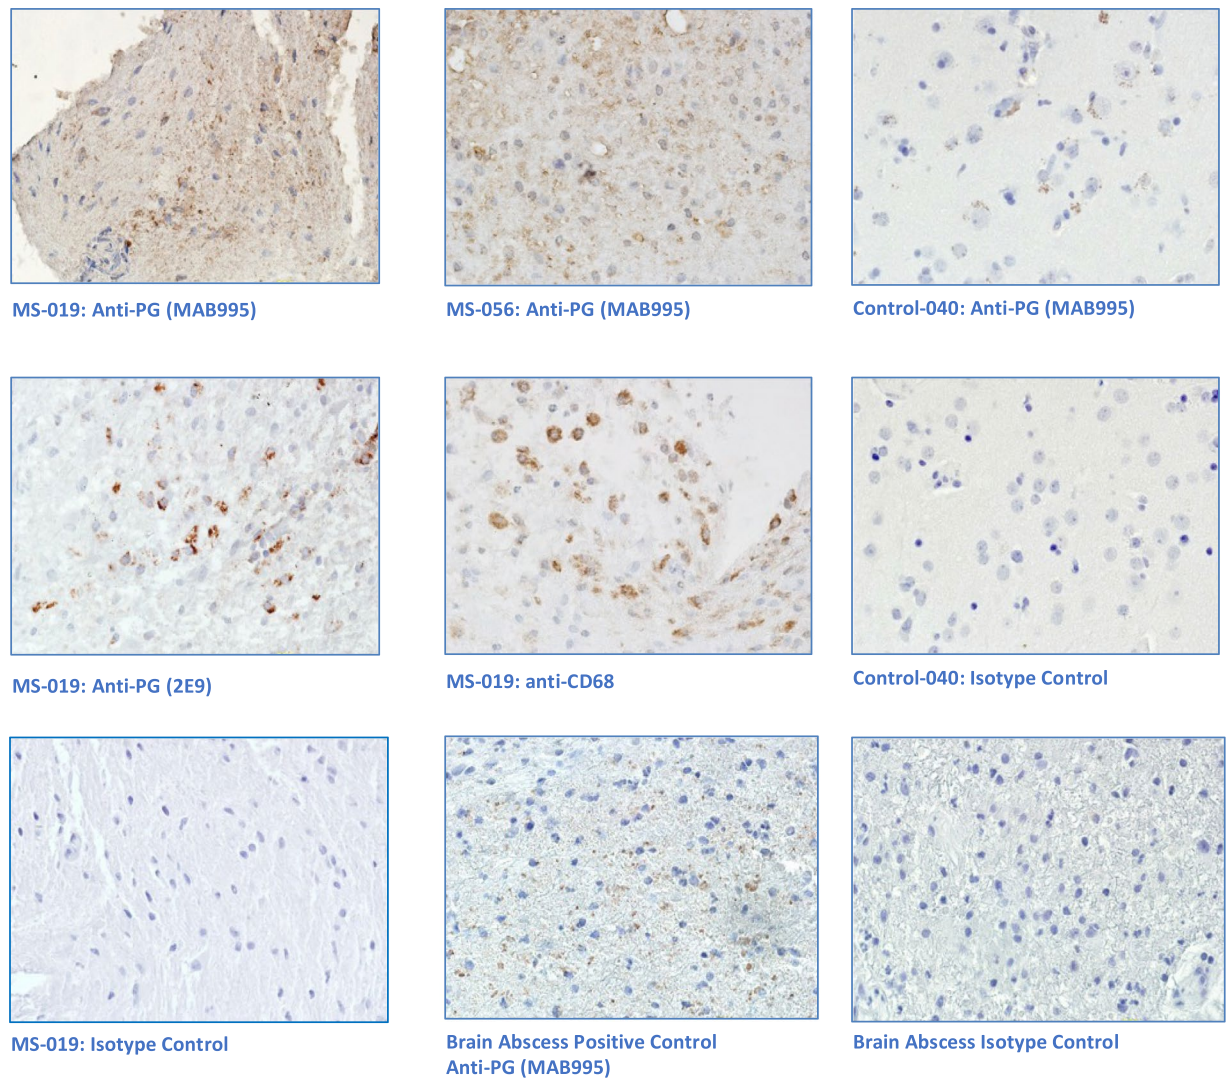 MS-019: Anti-PG (MAB995)
MS-056: Anti-PG (MAB995)
Control-040: Anti-PG (MAB995)
MS-019: Anti-PG (2E9)
MS-019: anti-CD68
Control-040: Isotype Control
MS-019: Isotype Control
Brain Abscess Positive Control
Anti-PG (MAB995)
Brain Abscess Isotype Control